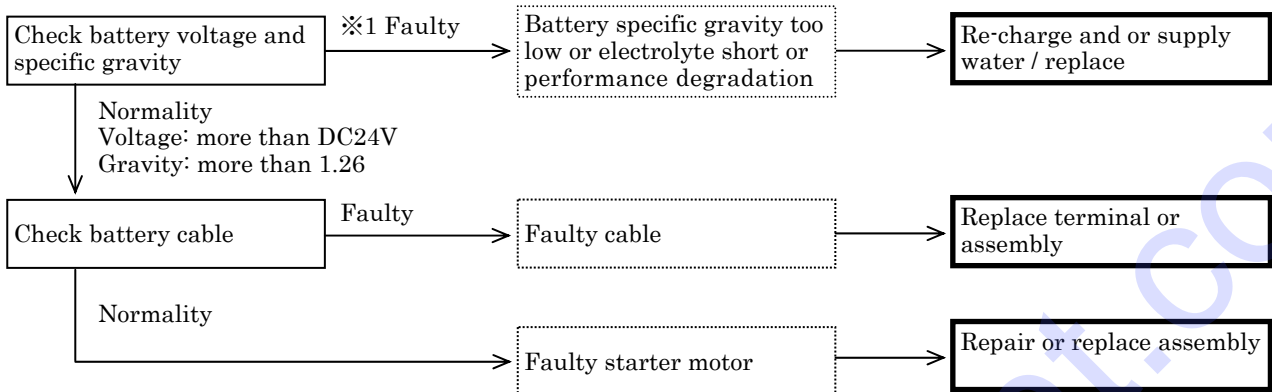 Check battery voltage and
specific gravity
※1 Faulty
Battery specific gravity too
low or electrolyte short or
performance degradation
Re-charge and or supply
water / replace
Normality
Voltage: more than DC24V
Gravity: more than 1.26
Check battery cable
Faulty
Faulty cable
Replace terminal or
assembly
Normality
Faulty starter motor
Repair or replace assembly